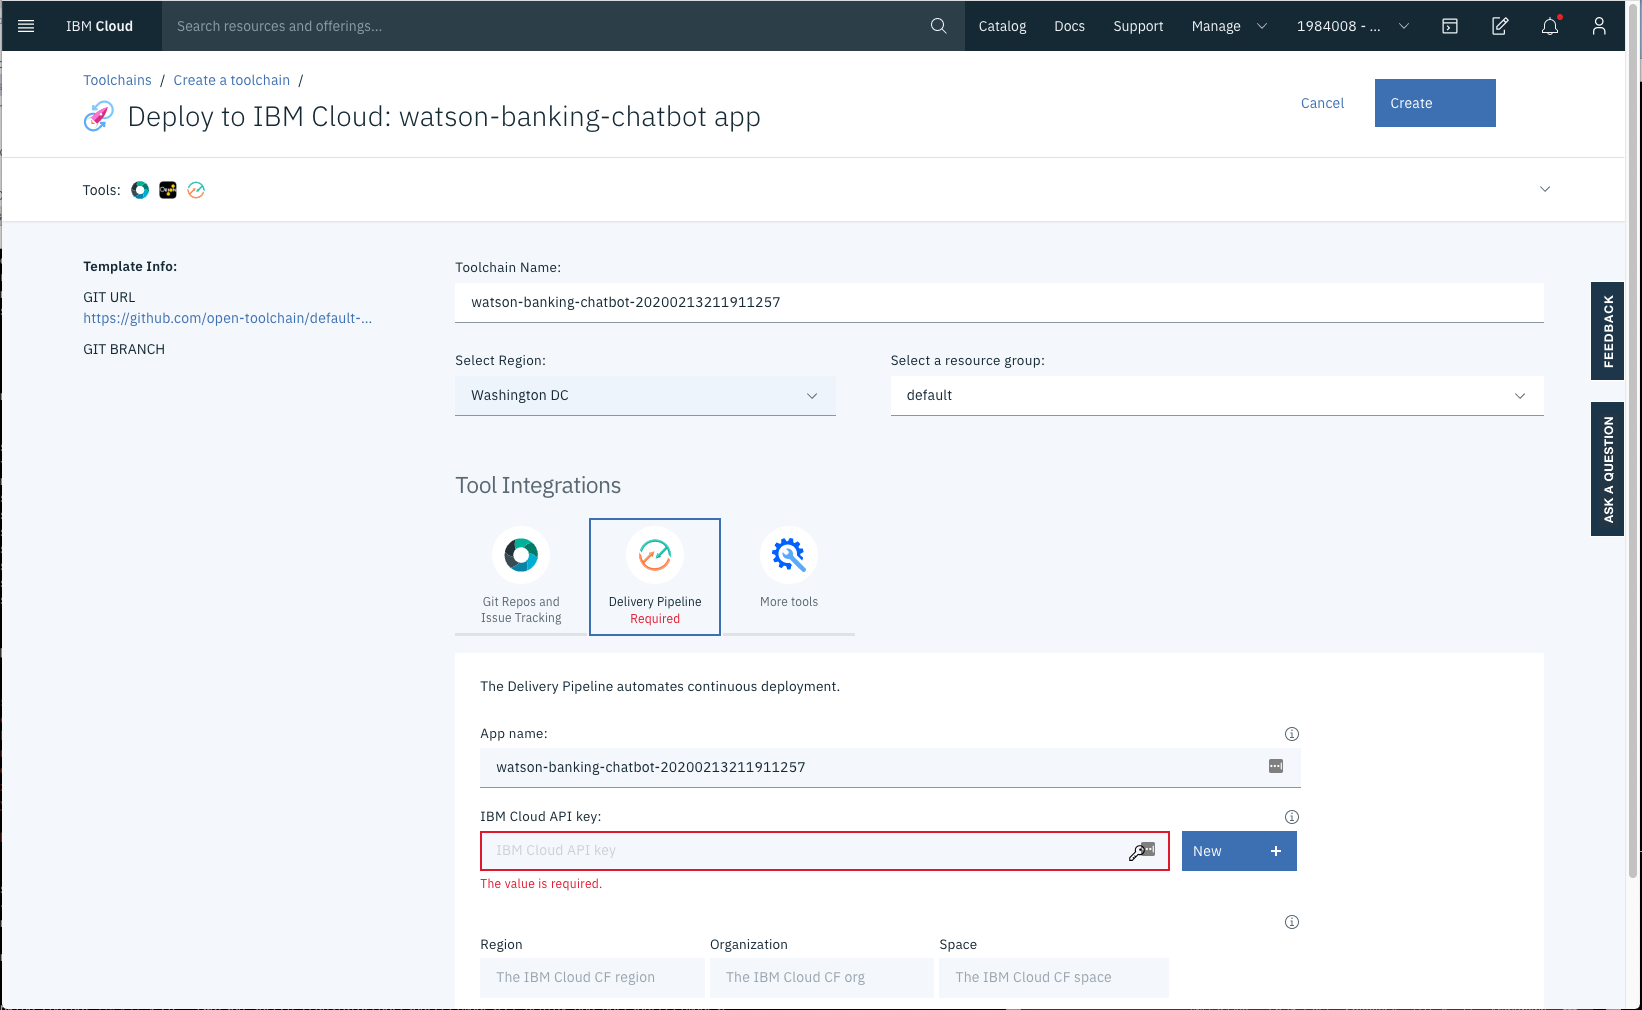 IBM Cloud
Search resources and offerings...
Catalog
Docs
Support
Manage
1984008 - ...
Toolchains / Create a toolchain /
Deploy to IBM Cloud: watson-banking-chatbot app
Cancel
Create
Tools:
Template Info:
GIT URL
https://github.com/open-toolchain/default-...
GIT BRANCH
Toolchain Name:
watson-banking-chatbot-20200213211911257
Select Region:
Select a resource group:
Washington DC
default
FEEDBACK
ASK A QUESTION
Tool Integrations
Git Repos and
Issue Tracking
Delivery Pipeline
Required
More tools
The Delivery Pipeline automates continuous deployment.
App name:
watson-banking-chatbot-20200213211911257
IBM Cloud API key:
IBM Cloud API key
New +
The value is required.
Region
Organization
Space
The IBM Cloud CF region
The IBM Cloud CF org
The IBM Cloud CF space